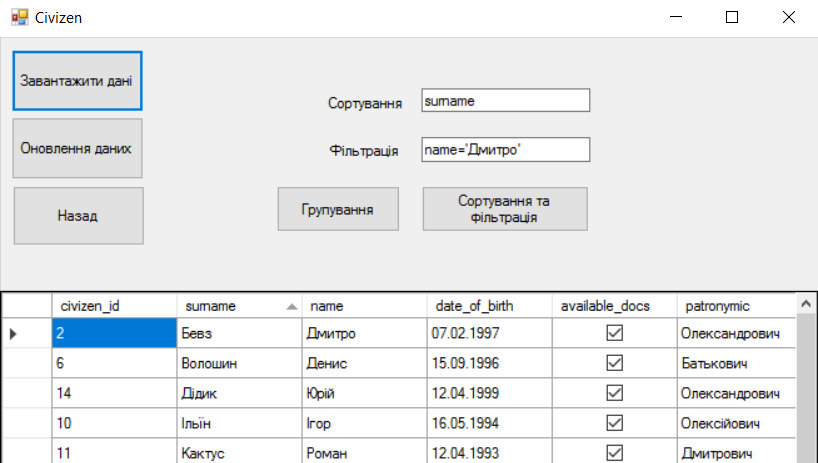 Civizen
Завантажити дані
Сортування
surname
Оновлення даних
Фільтрація
name='Дмитро'
Назад
Групування
Сортування та
фільтрація
civizen_id surname name date_of_birth available_docs patronymic
2 Бевз Дмитро 07.02.1997 Олександрович
6 Волошин Денис 15.09.1996 Батькович
14 Дідик Юрій 12.04.1999 Олександрович
10 Ільїн Ігор 16.05.1994 Олексійович
11 Кактус Роман 12.04.1993 Дмитрович